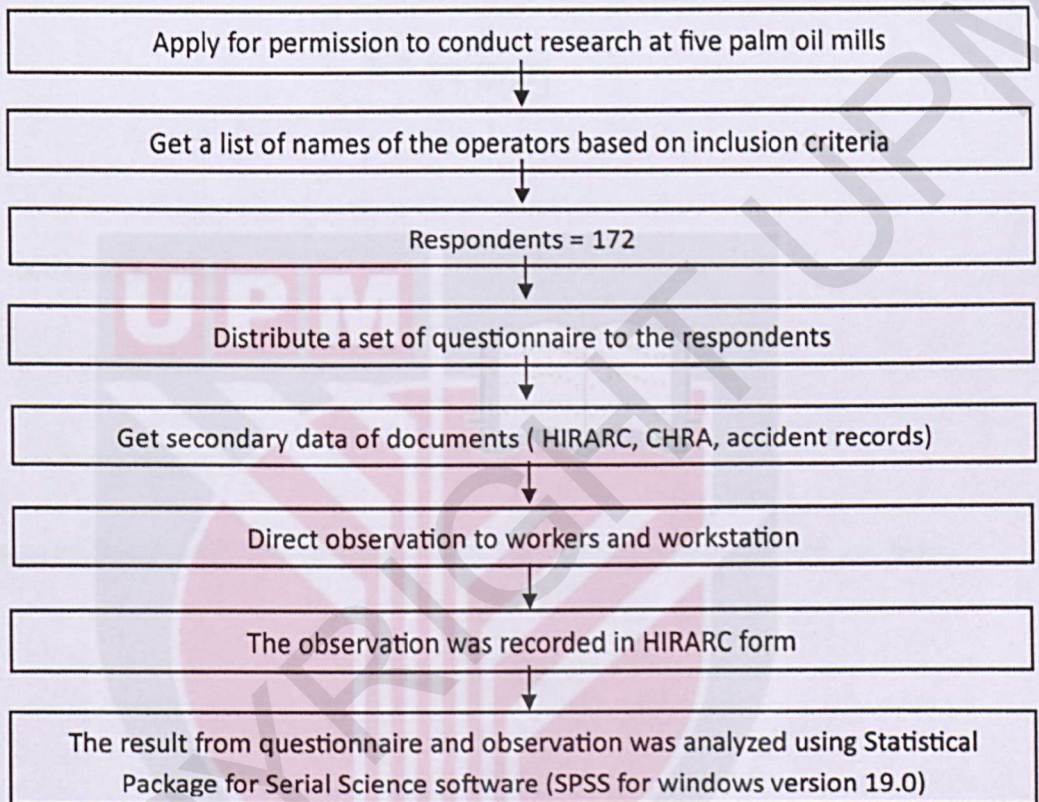 Apply for permission to conduct research at five palm oil mills
Get a list of names of the operators based on inclusion criteria
Respondents = 172
Distribute a set of questionnaire to the respondents
Get secondary data of documents ( HIRARC, CHRA, accident records)
Direct observation to workers and workstation
The observation was recorded in HIRARC form
The result from questionnaire and observation was analyzed using Statistical
Package for Serial Science software (SPSS for windows version 19.0)
UPM
PYRIGHT UPM